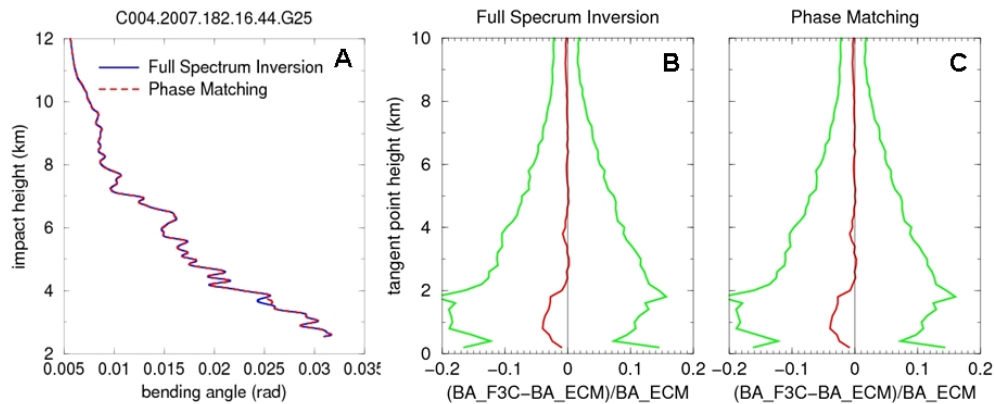 C004.2007.182.16.44.G25
Full Specrum Inversion
Phase Matching
A
B
C
Full Spectrum Inversion
Phase Matching
impact height (km)
12
10
8
6
4
2
0.005 0.01 0.015 0.02 0.025 0.03 0.035
bending angle (rad)
tangent point height (km)
10
8
6
4
2
0
−0.2 −0.1 0 0.1 0.2
(BA_F3C−BA_ECM)/BA_ECM
−0.2 −0.1 0 0.1 0.2
(BA_F3C−BA_ECM)/BA_ECM